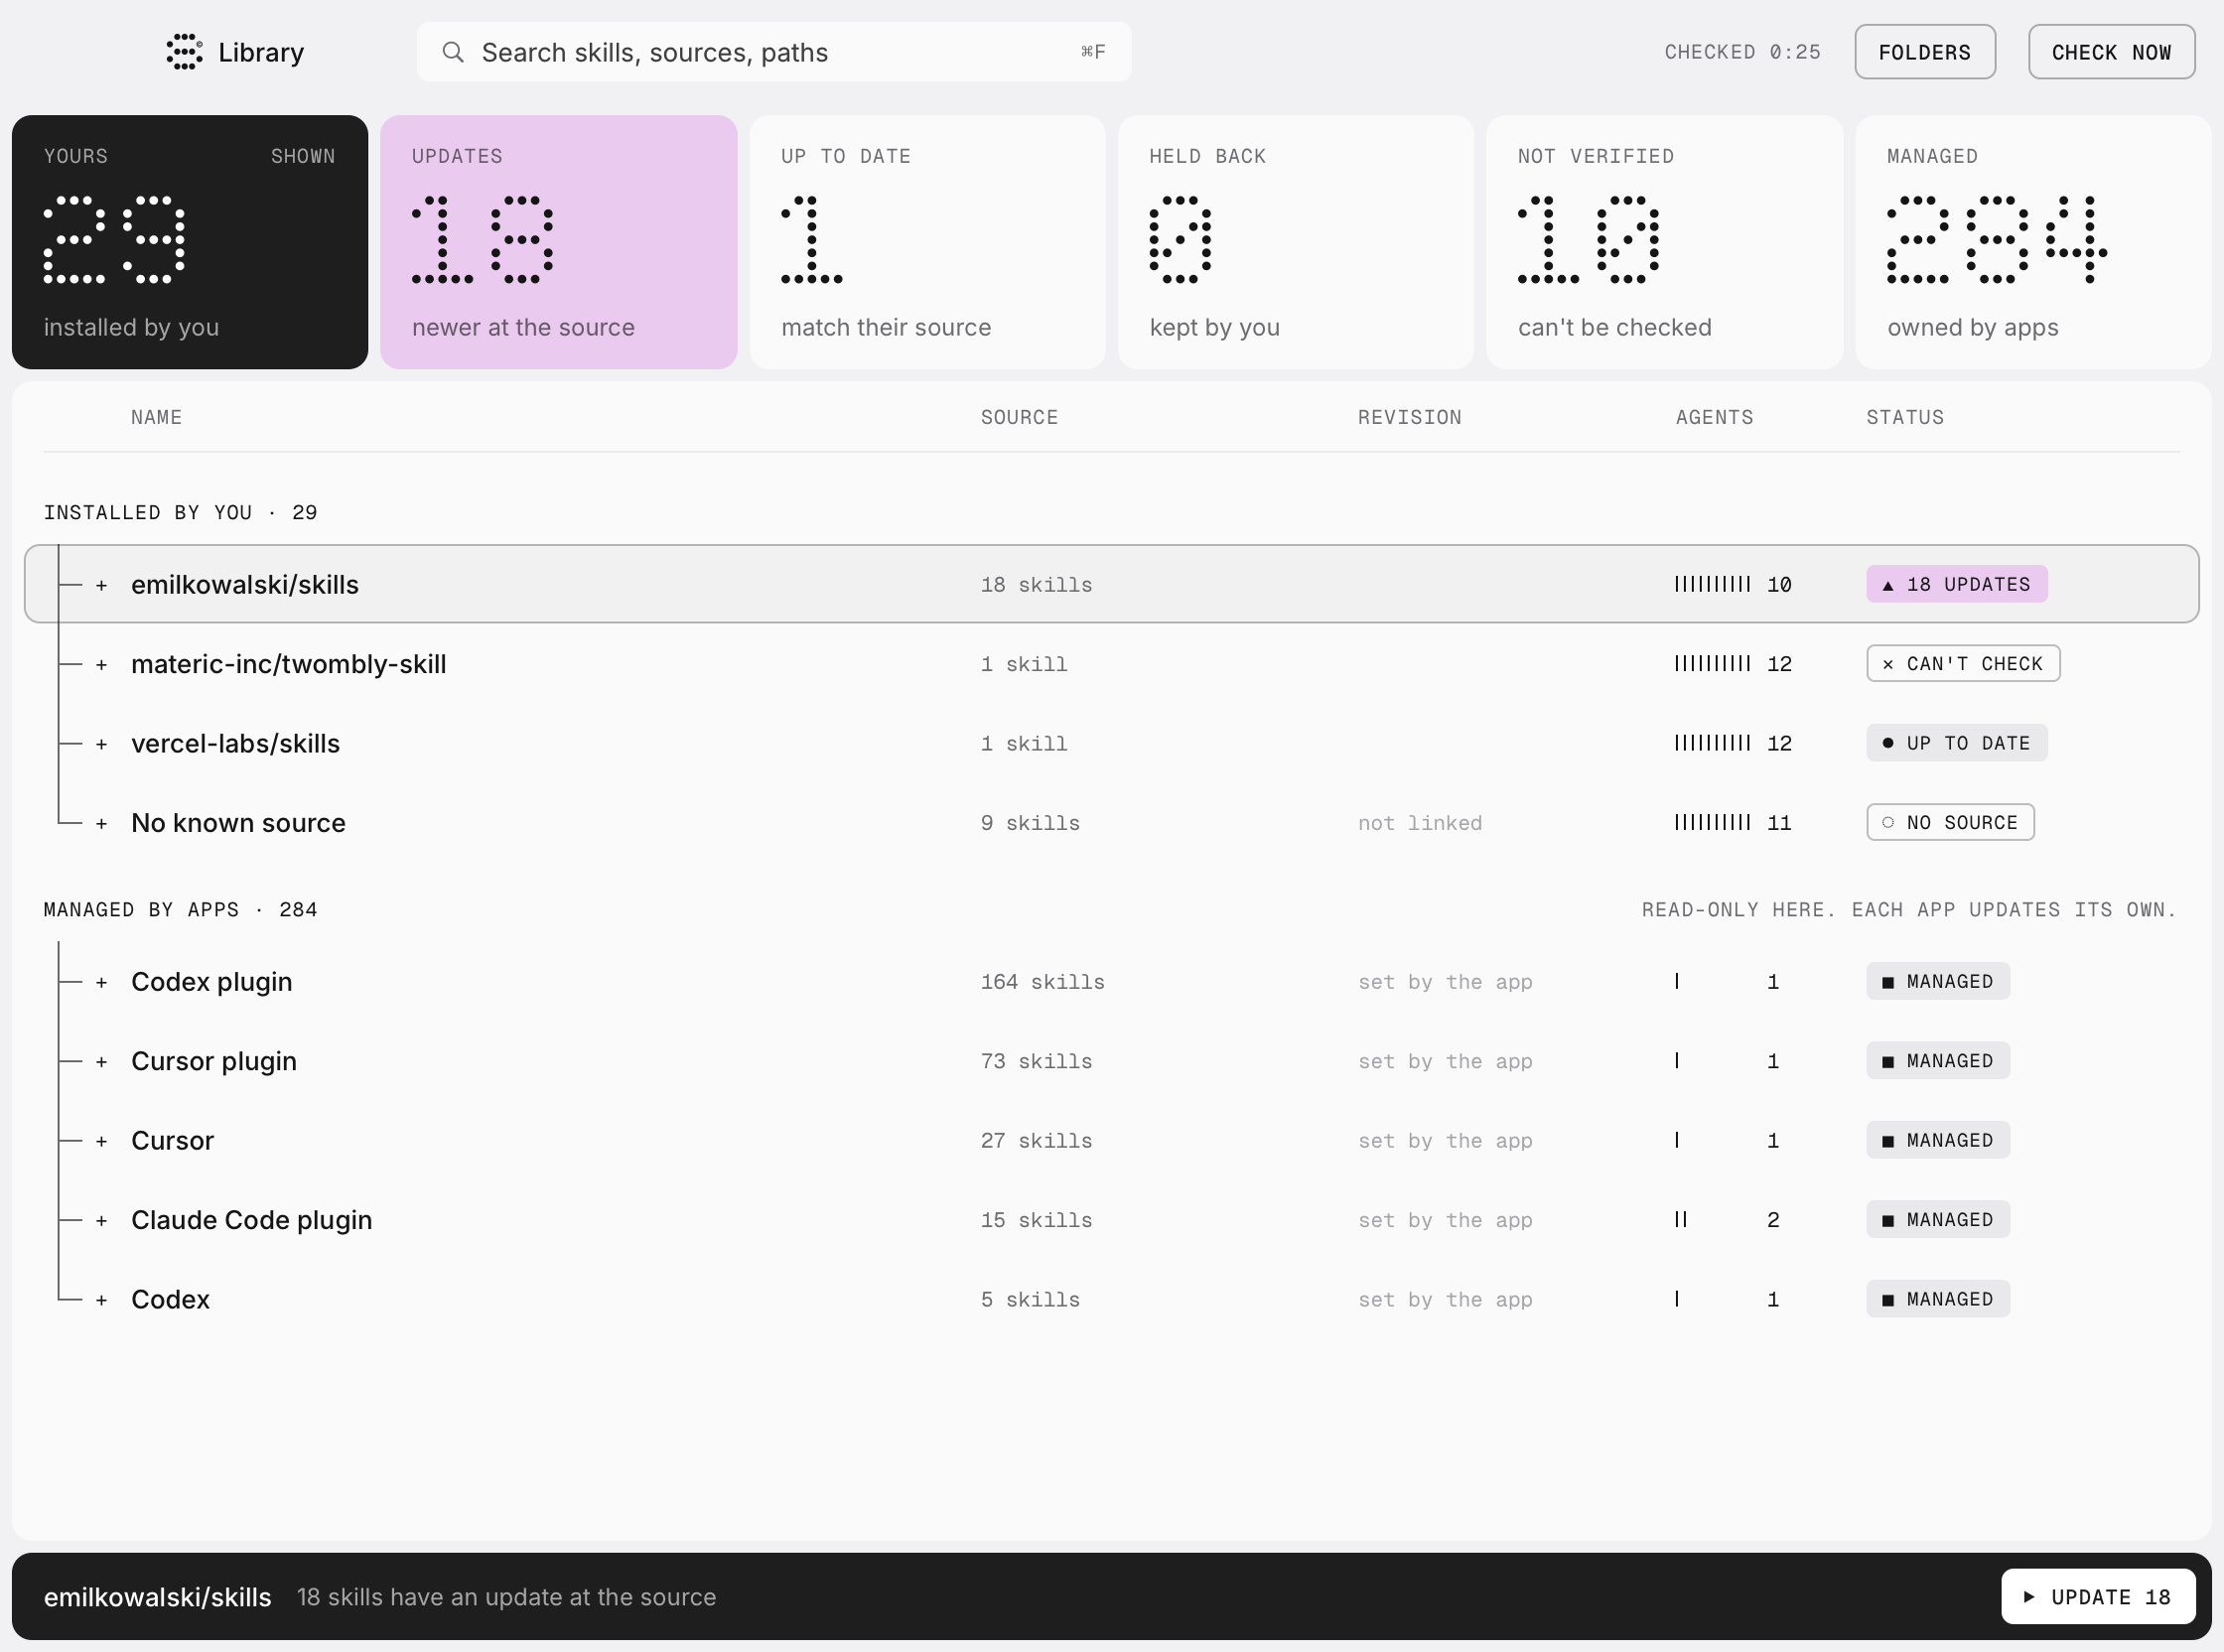 Library
Search skills, sources, paths ⌘F
CHECKED 0:25
FOLDERS
CHECK NOW
YOURS SHOWN
29
installed by you
UPDATES
18
newer at the source
UP TO DATE
1
match their source
HELD BACK
0
kept by you
NOT VERIFIED
10
can't be checked
MANAGED
284
owned by apps
NAME SOURCE REVISION AGENTS STATUS
INSTALLED BY YOU · 29
+ emilkowalski/skills 18 skills 10 ▲ 18 UPDATES
+ materic-inc/twombly-skill 1 skill 12 × CAN'T CHECK
+ vercel-labs/skills 1 skill 12 ● UP TO DATE
+ No known source 9 skills not linked 11 NO SOURCE
MANAGED BY APPS · 284 READ-ONLY HERE. EACH APP UPDATES ITS OWN.
+ Codex plugin 164 skills set by the app 1 ■ MANAGED
+ Cursor plugin 73 skills set by the app 1 ■ MANAGED
+ Cursor 27 skills set by the app 1 ■ MANAGED
+ Claude Code plugin 15 skills set by the app 2 ■ MANAGED
+ Codex 5 skills set by the app 1 ■ MANAGED
emilkowalski/skills 18 skills have an update at the source ▶ UPDATE 18